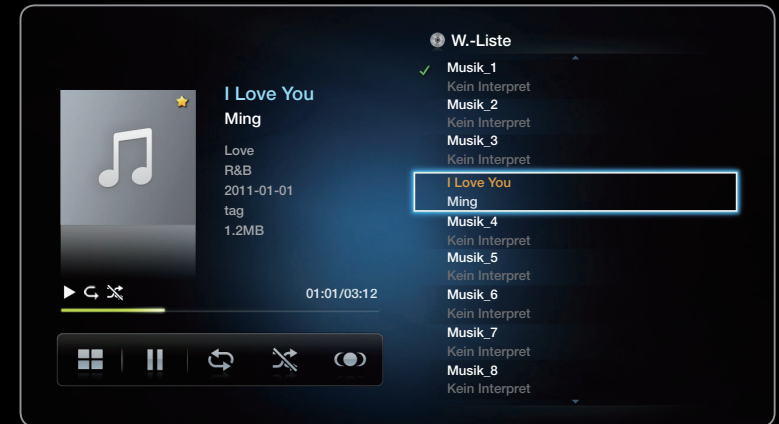 I Love You
Ming
Love
R&B
2011-01-01
tag
1.2MB
01:01/03:12
W.-Liste
Musik_1
Kein Interpret
Musik_2
Kein Interpret
Musik_3
Kein Interpret
I Love You
Ming
Musik_4
Kein Interpret
Musik_5
Kein Interpret
Musik_6
Kein Interpret
Musik_7
Kein Interpret
Musik_8
Kein Interpret